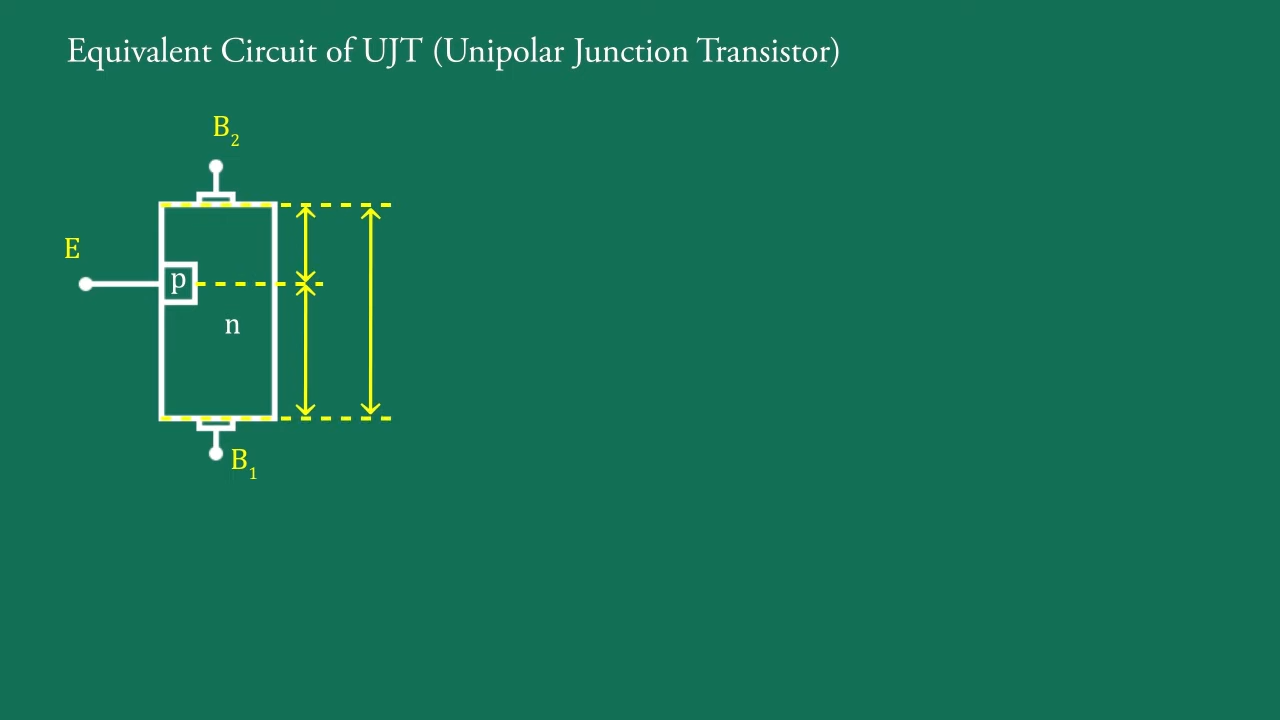 Equivalent Circuit of UJT (Unipolar Junction Transistor)
B₂
E
p
n
B₁